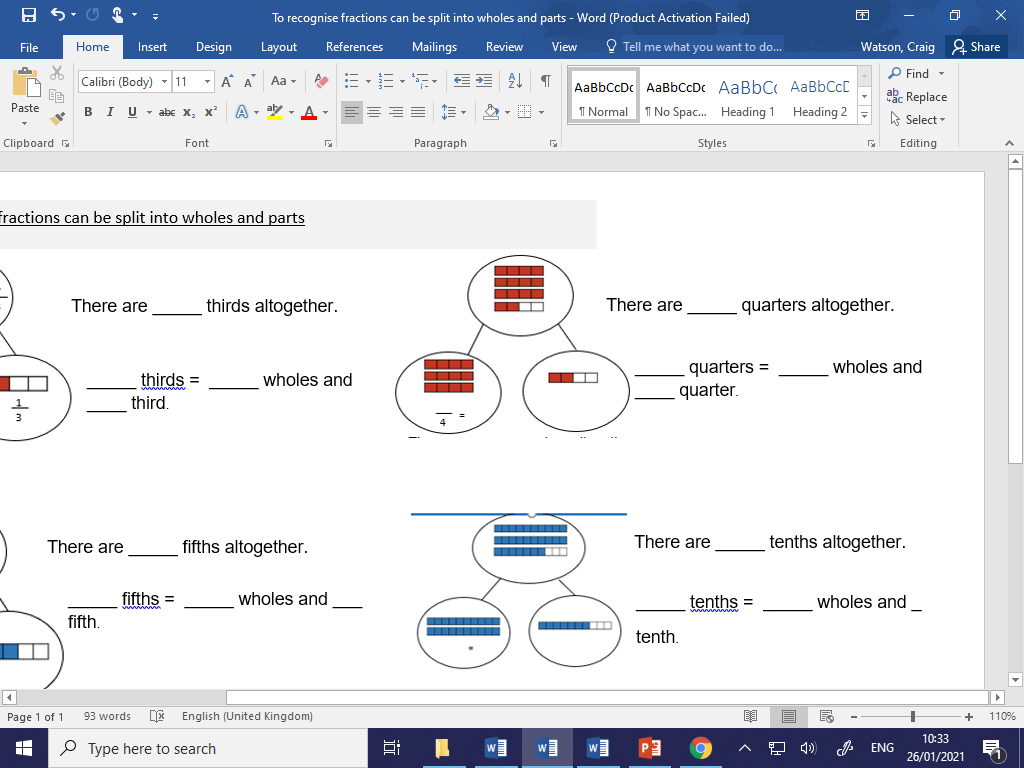 To recognise fractions can be split into wholes and parts - Word (Product Activation Failed)
File Home Insert Design Layout References Mailings Review View Tell me what you want to do... Watson, Craig Share
Paste
Clipboard
Calibri (Body) 11
Aa
B I U abc x₂ x²
A ab A
Font
Paragraph
AaBbCcDc AaBbCcDc AaBbCc AaBbCcD
¶ Normal ¶ No Spac... Heading 1 Heading 2
Styles
Find
Replace
Select
Editing
fractions can be split into wholes and parts
There are _____ thirds altogether.
_____ thirds = _____ wholes and
____ third.
1
3
There are _____ quarters altogether.
_____ quarters = _____ wholes and
____ quarter.
4 =
There are _____ fifths altogether.
_____ fifths = _____ wholes and ___
fifth.
There are _____ tenths altogether.
_____ tenths = _____ wholes and _
tenth.
=
Page 1 of 1 93 words English (United Kingdom) 110%
Type here to search
ENG
10:33
26/01/2021
1